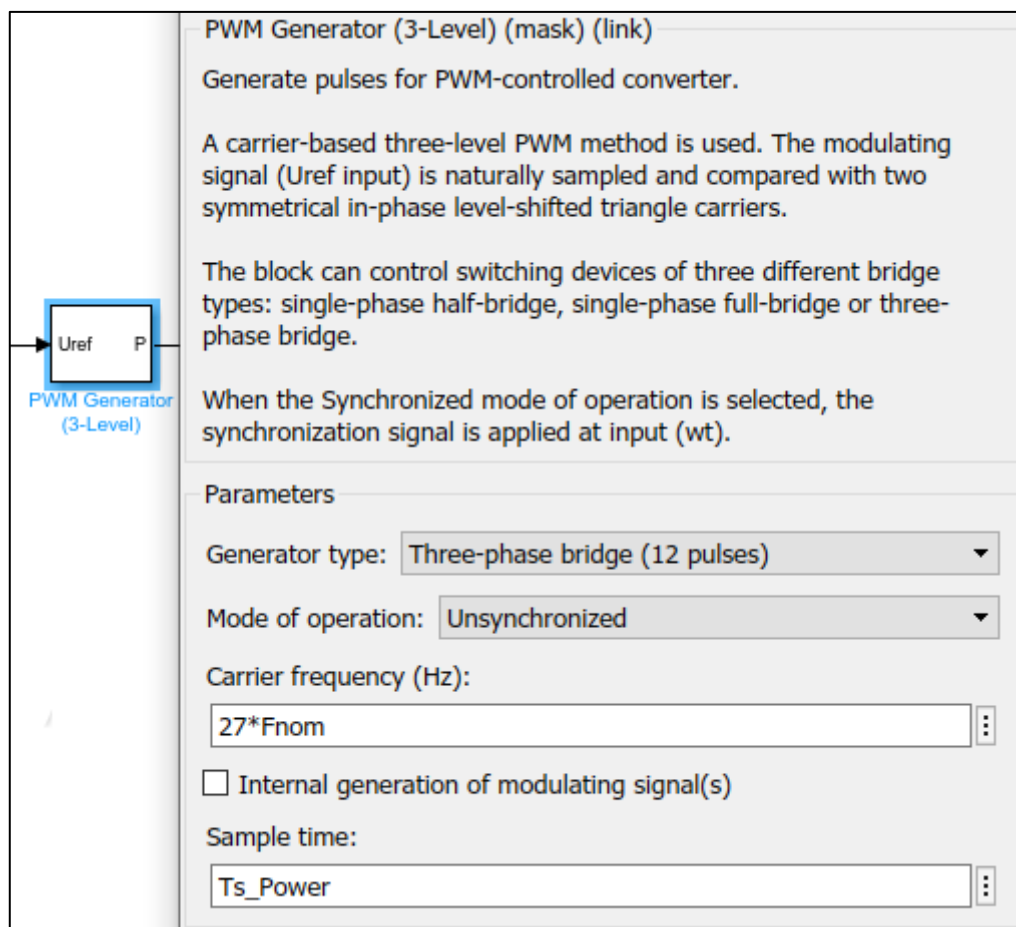 PWM Generator (3-Level) (mask) (link)
Generate pulses for PWM-controlled converter.
A carrier-based three-level PWM method is used. The modulating
signal (Uref input) is naturally sampled and compared with two
symmetrical in-phase level-shifted triangle carriers.
The block can control switching devices of three different bridge
types: single-phase half-bridge, single-phase full-bridge or three-
phase bridge.
When the Synchronized mode of operation is selected, the
synchronization signal is applied at input (wt).
Uref P
PWM Generator
(3-Level)
Parameters
Generator type: Three-phase bridge (12 pulses)
Mode of operation: Unsynchronized
Carrier frequency (Hz):
27*Fnom
Internal generation of modulating signal(s)
Sample time:
Ts_Power